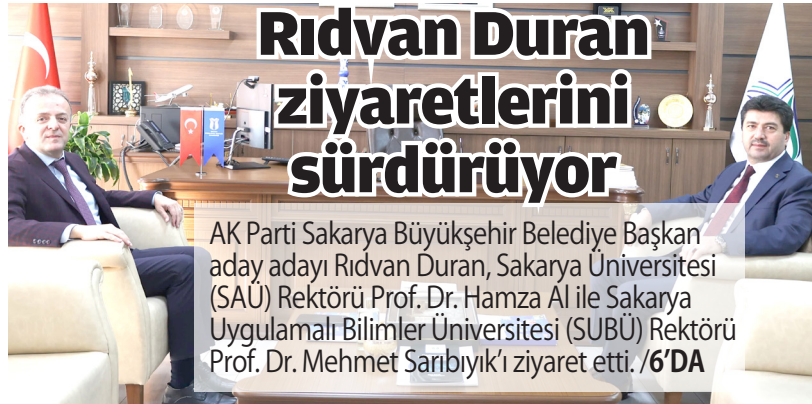 Rıdvan Duran
ziyaretlerini
sürdürüyor
AK Parti Sakarya Büyükşehir Belediye Başkan
aday adayı Rıdvan Duran, Sakarya Üniversitesi
(SAÜ) Rektörü Prof. Dr. Hamza Al ile Sakarya
Uygulamalı Bilimler Üniversitesi (SUBÜ) Rektörü
Prof. Dr. Mehmet Sarıbıyık’ı ziyaret etti. /6’DA